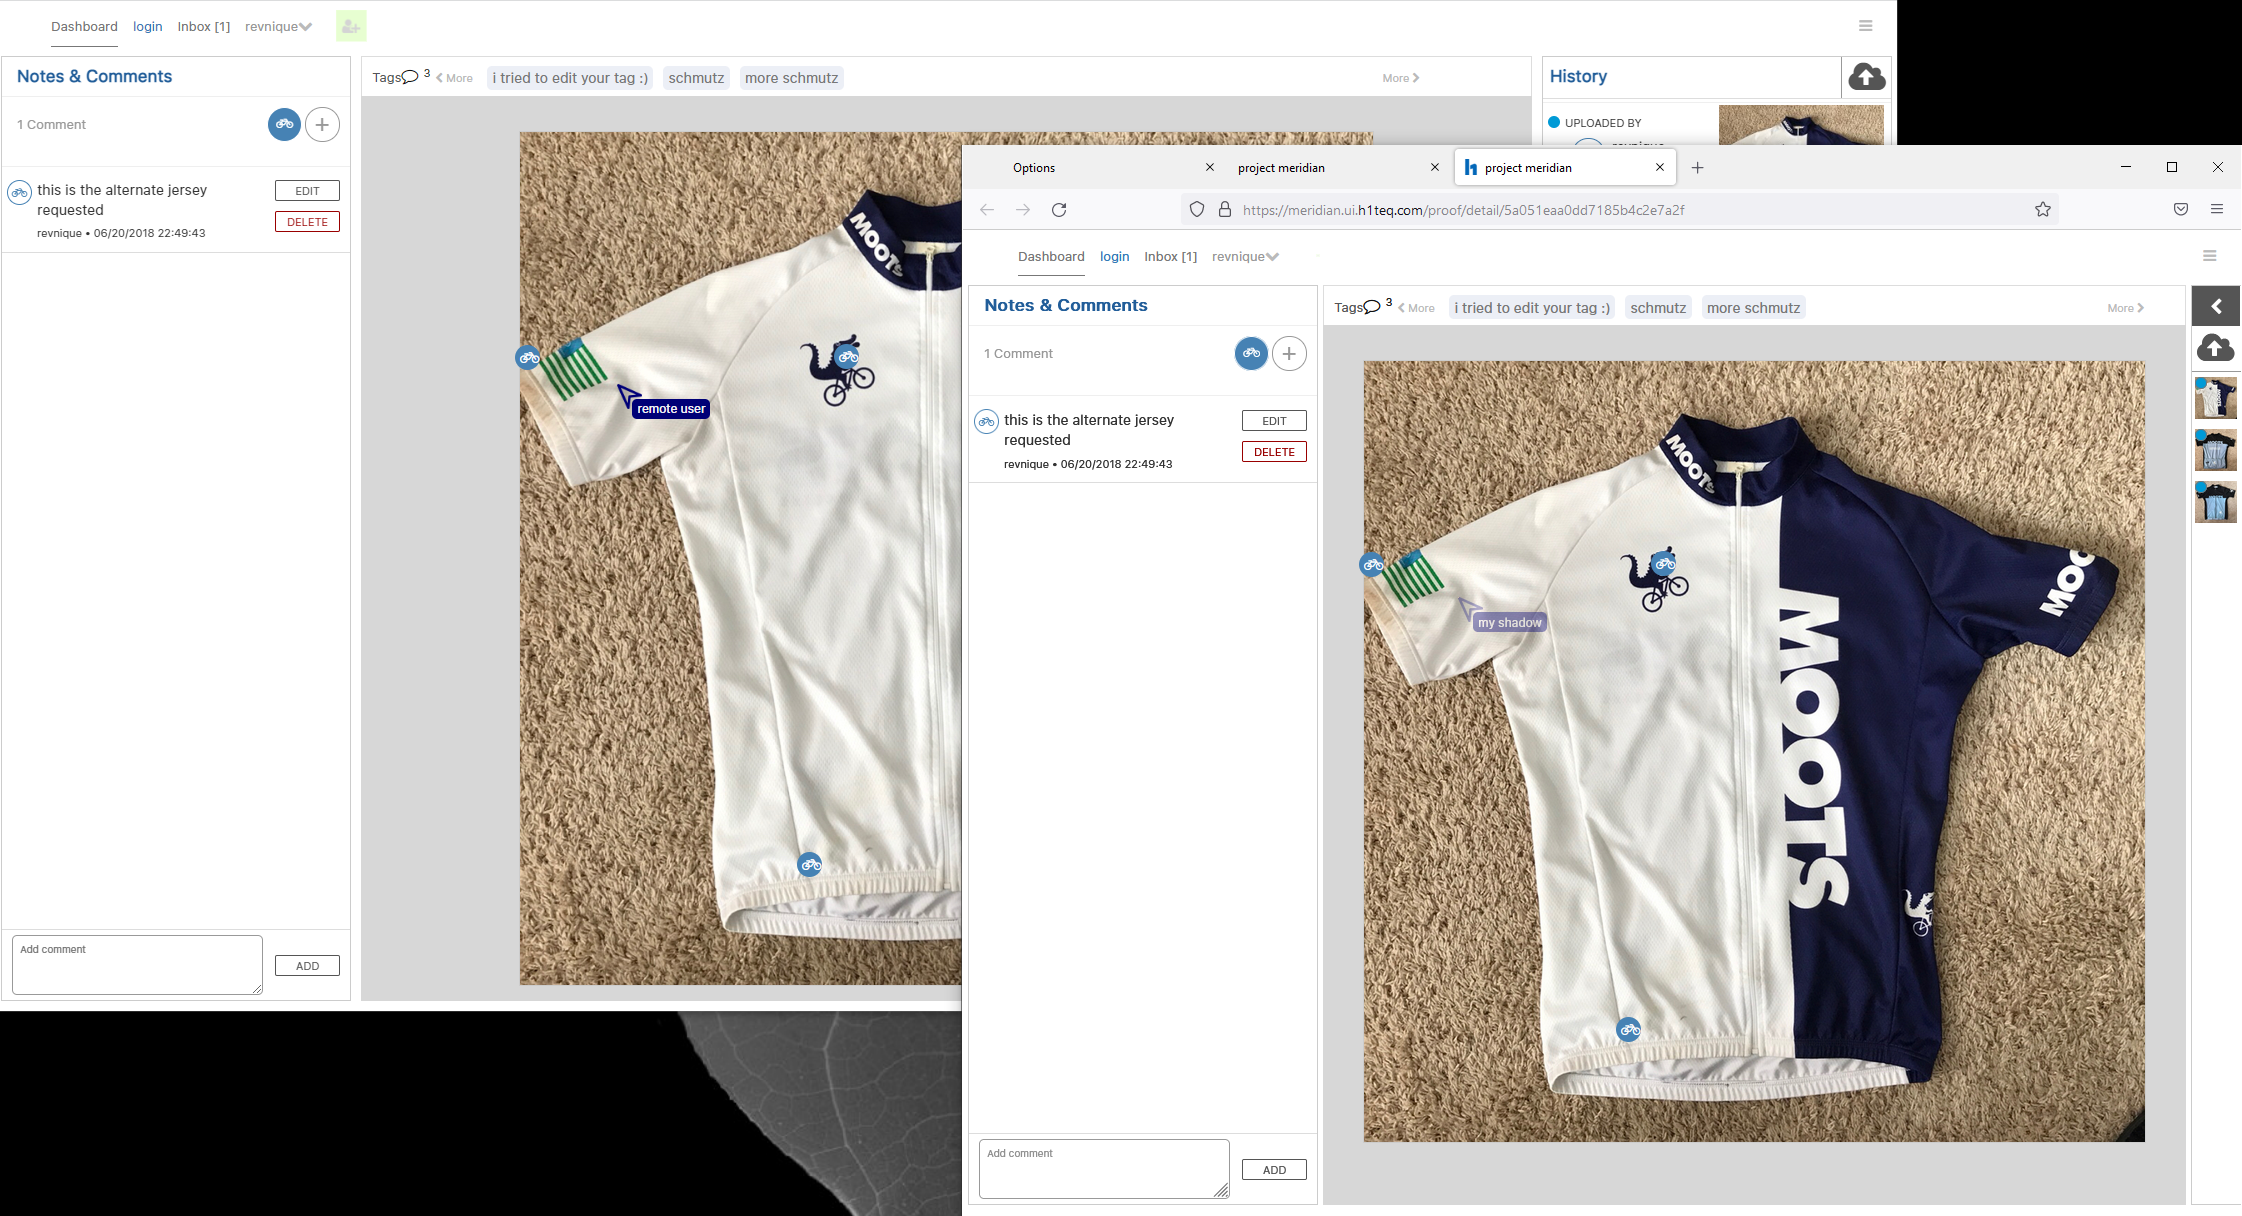 Dashboard login Inbox [1] revnique
Notes & Comments
Tags 3 More i tried to edit your tag :) schmutz more schmutz More
History
1 Comment
UPLOADED BY
revnique
this is the alternate jersey
requested
EDIT
DELETE
revnique • 06/20/2018 22:49:43
MOOTS
remote user
Add comment
ADD
Options
project meridian
project meridian
https://meridian.ui.h1teq.com/proof/detail/5a051eaa0dd7185b4c2e7a2f
Dashboard login Inbox [1] revnique
Notes & Comments
Tags 3 More i tried to edit your tag :) schmutz more schmutz More
1 Comment
this is the alternate jersey
requested
EDIT
DELETE
revnique • 06/20/2018 22:49:43
MOOTS
my shadow
MOOTS
MOO
Add comment
ADD